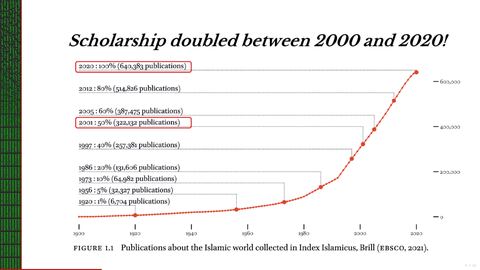 Scholarship doubled between 2000 and 2020!
2020 : 100% (640,383 publications)
2012 : 80% (514,826 publications)
2005 : 60% (387,475 publications)
2001 : 50% (322,132 publications)
1997 : 40% (257,381 publications)
1986 : 20% (131,606 publications)
1973 : 10% (64,982 publications)
1956 : 5% (32,327 publications)
1920 : 1% (6,704 publications)
600,000
400,000
200,000
0
1900 1920 1940 1960 1980 2000 2020
FIGURE 1.1 Publications about the Islamic world collected in Index Islamicus, Brill (EBSCO, 2021).